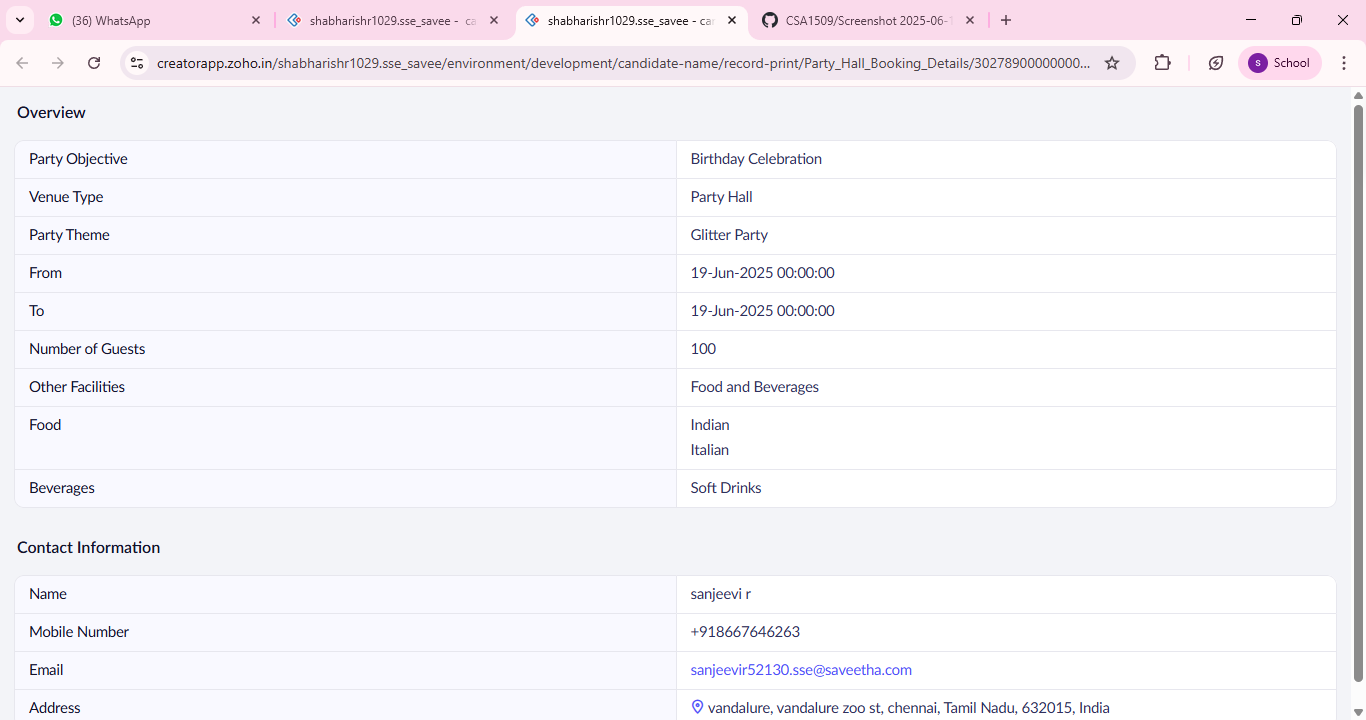 (36) WhatsApp
shabharishr1029.sse_savee - ca
shabharishr1029.sse_savee - ca
CSA1509/Screenshot 2025-06-1
creatorapp.zoho.in/shabharishr1029.sse_savee/environment/development/candidate-name/record-print/Party_Hall_Booking_Details/30278900000000...
s School
Overview
Party Objective Birthday Celebration
Venue Type Party Hall
Party Theme Glitter Party
From 19-Jun-2025 00:00:00
To 19-Jun-2025 00:00:00
Number of Guests 100
Other Facilities Food and Beverages
Food Indian
Italian
Beverages Soft Drinks
Contact Information
Name sanjeevi r
Mobile Number +918667646263
Email sanjeevir52130.sse@saveetha.com
Address vandalure, vandalure zoo st, chennai, Tamil Nadu, 632015, India